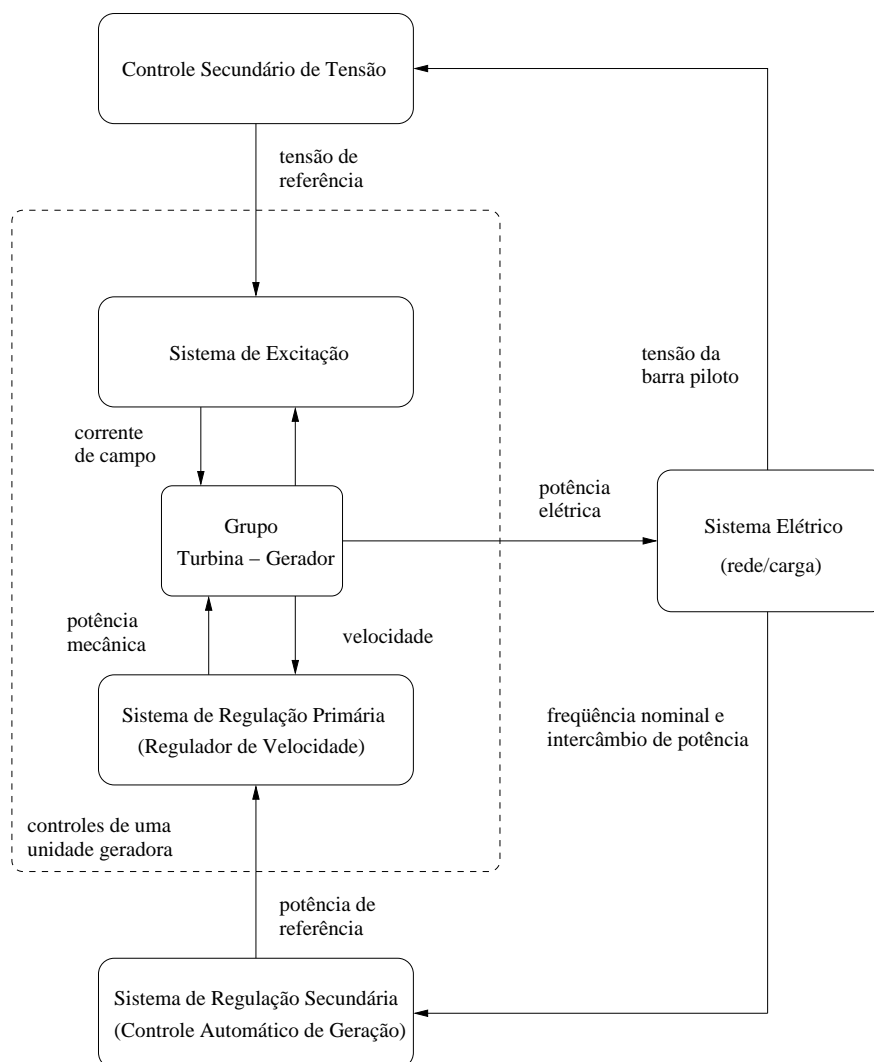 Controle Secundário de Tensão
tensão de
referência
Sistema de Excitação
tensão da
barra piloto
corrente
de campo
potência
elétrica
Grupo
Turbina – Gerador
Sistema Elétrico
(rede/carga)
potência
mecânica
velocidade
Sistema de Regulação Primária
(Regulador de Velocidade)
freqüência nominal e
intercâmbio de potência
controles de uma
unidade geradora
potência de
referência
Sistema de Regulação Secundária
(Controle Automático de Geração)